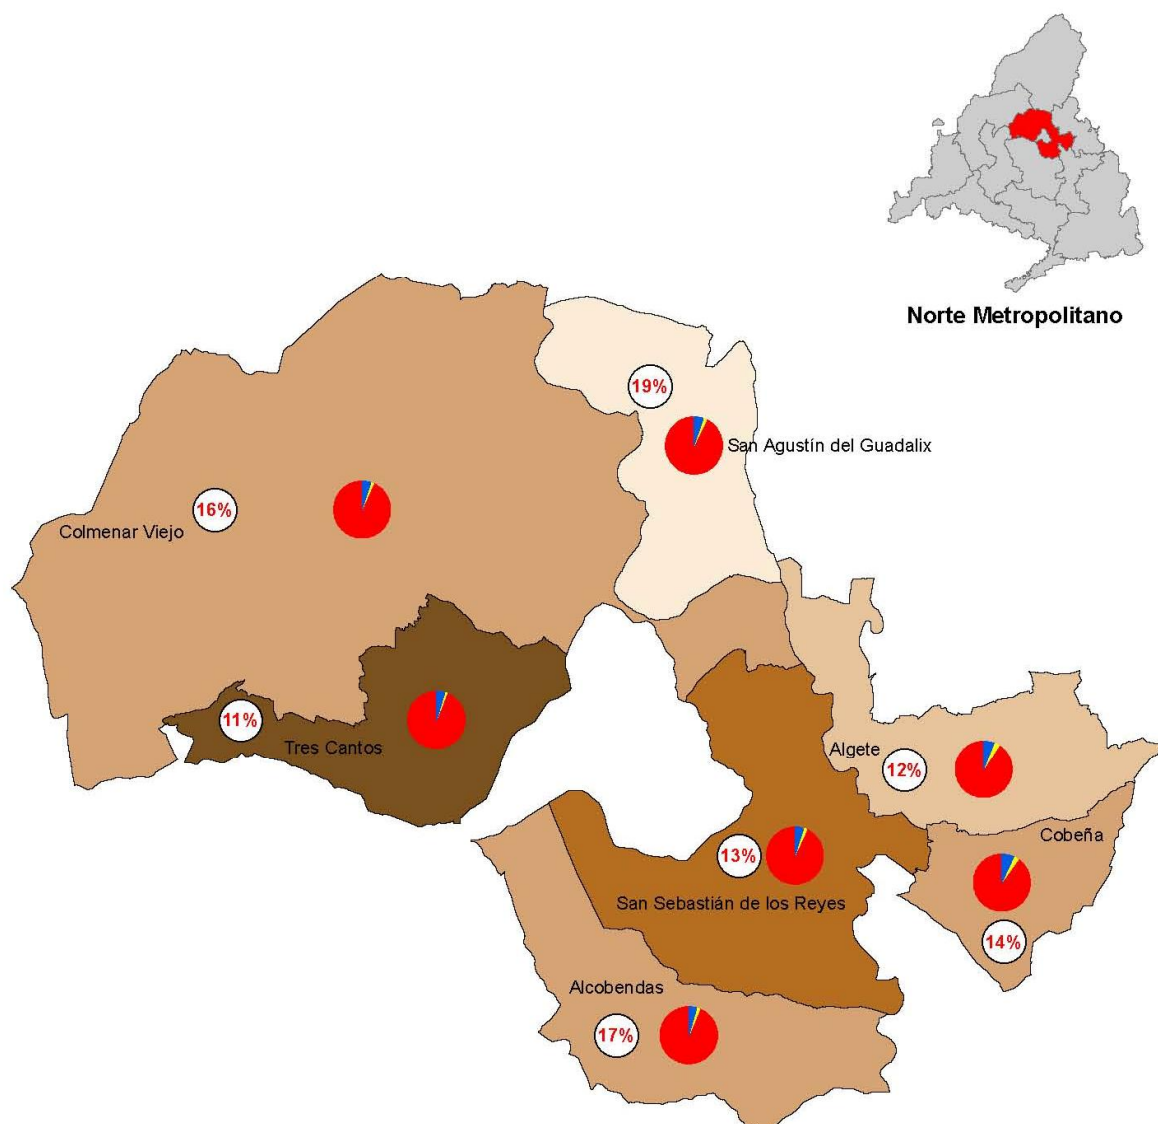 Norte Metropolitano
19%
San Agustín del Guadalix
16%
Colmenar Viejo
11%
Tres Cantos
Algete
12%
Cobeña
13%
San Sebastián de los Reyes
14%
Alcobendas
17%